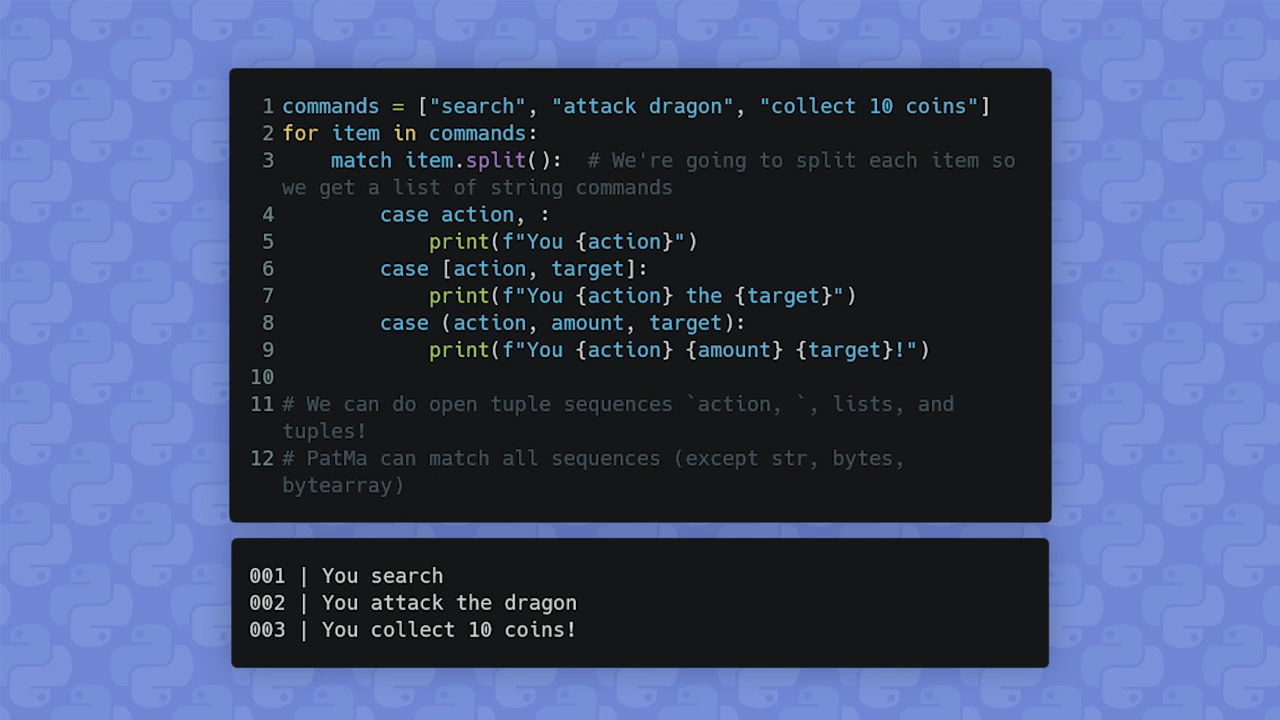 1 commands = ["search", "attack dragon", "collect 10 coins"]
2 for item in commands:
3     match item.split():  # We're going to split each item so
we get a list of string commands
4         case action, :
5             print(f"You {action}")
6         case [action, target]:
7             print(f"You {action} the {target}")
8         case (action, amount, target):
9             print(f"You {action} {amount} {target}!")
10
11 # We can do open tuple sequences `action, `, lists, and
tuples!
12 # PatMa can match all sequences (except str, bytes,
bytearray)
001 | You search
002 | You attack the dragon
003 | You collect 10 coins!